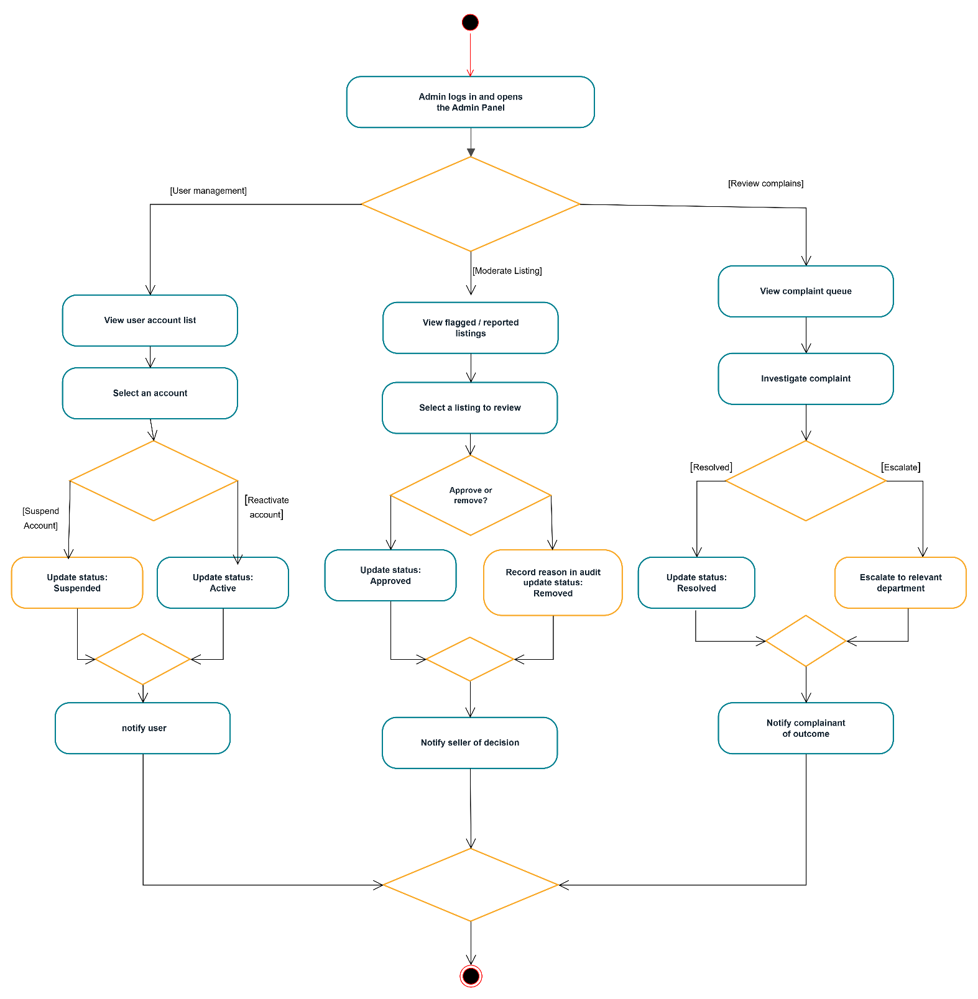 Admin logs in and opens
the Admin Panel
[User management]
[Review complains]
[Moderate Listing]
View user account list
View flagged / reported
listings
View complaint queue
Select an account
Select a listing to review
Investigate complaint
[Suspend
Account]
[Reactivate
account]
Approve or
remove?
[Resolved]
[Escalate]
Update status:
Suspended
Update status:
Active
Update status:
Approved
Record reason in audit
update status:
Removed
Update status:
Resolved
Escalate to relevant
department
notify user
Notify seller of decision
Notify complainant
of outcome